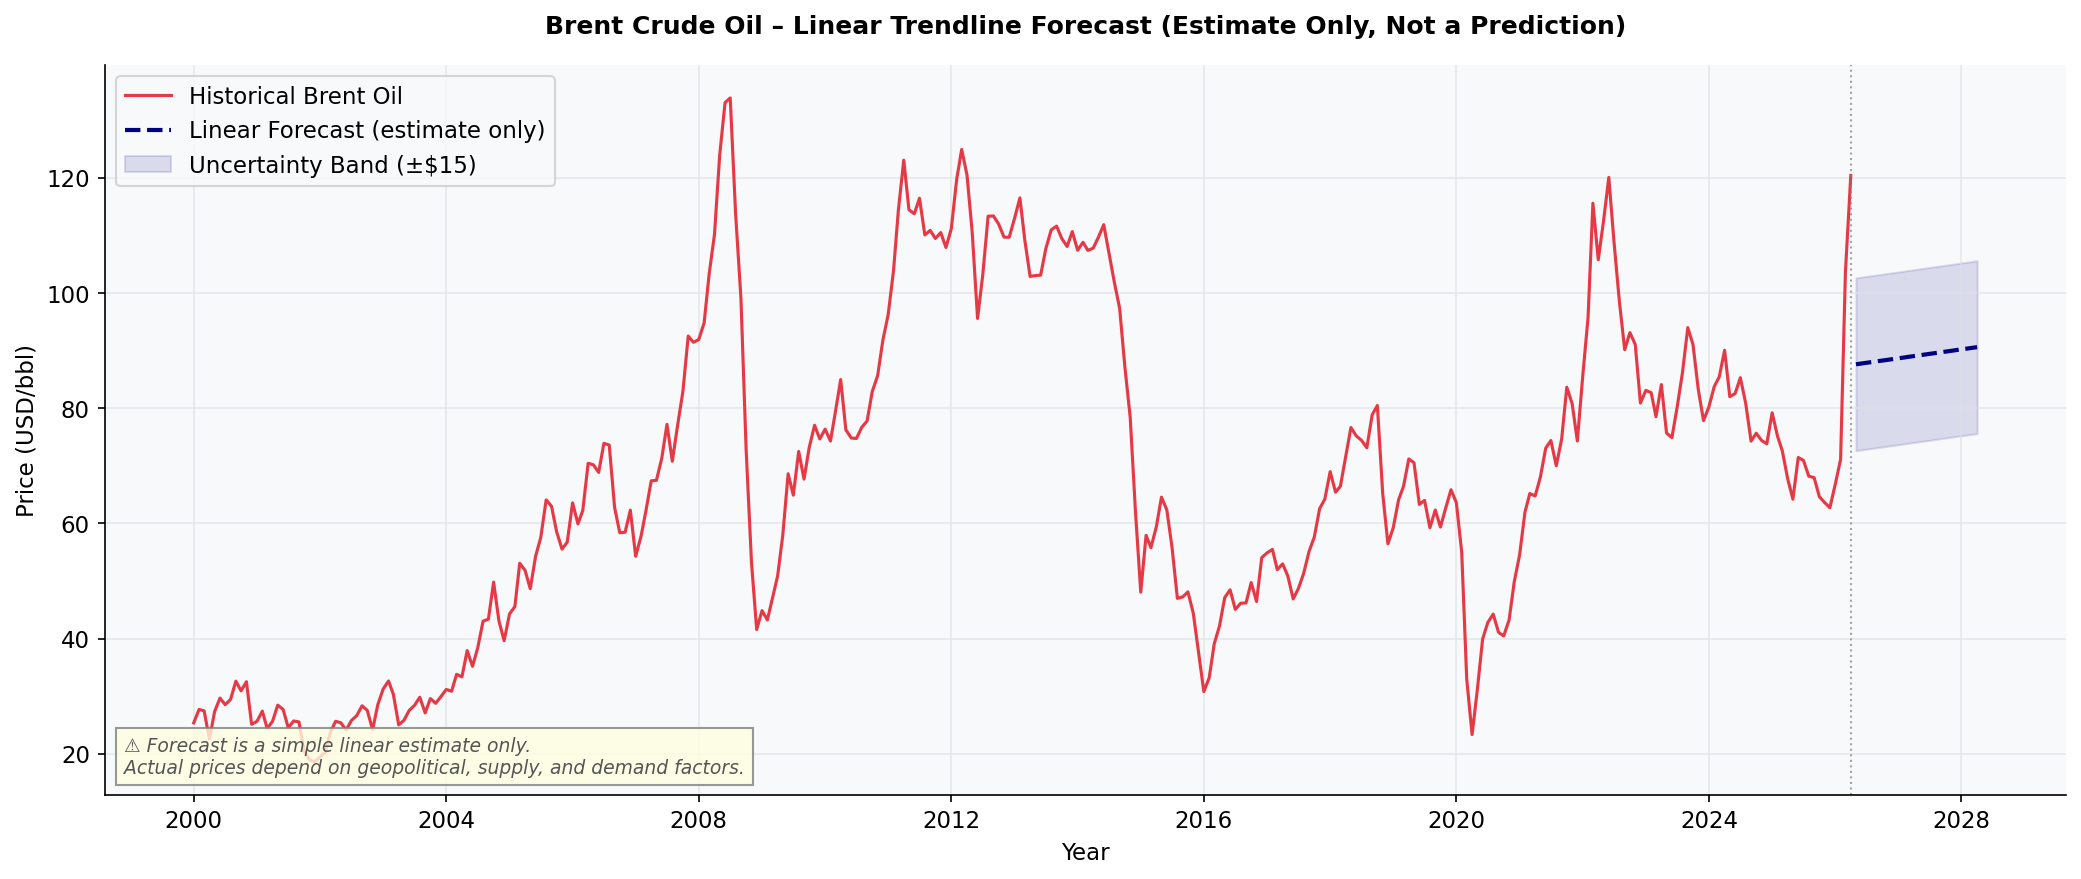 Brent Crude Oil – Linear Trendline Forecast (Estimate Only, Not a Prediction)
Historical Brent Oil
Linear Forecast (estimate only)
Uncertainty Band (±$15)
Price (USD/bbl)
120
100
80
60
40
20
⚠ Forecast is a simple linear estimate only.
Actual prices depend on geopolitical, supply, and demand factors.
2000 2004 2008 2012 2016 2020 2024 2028
Year